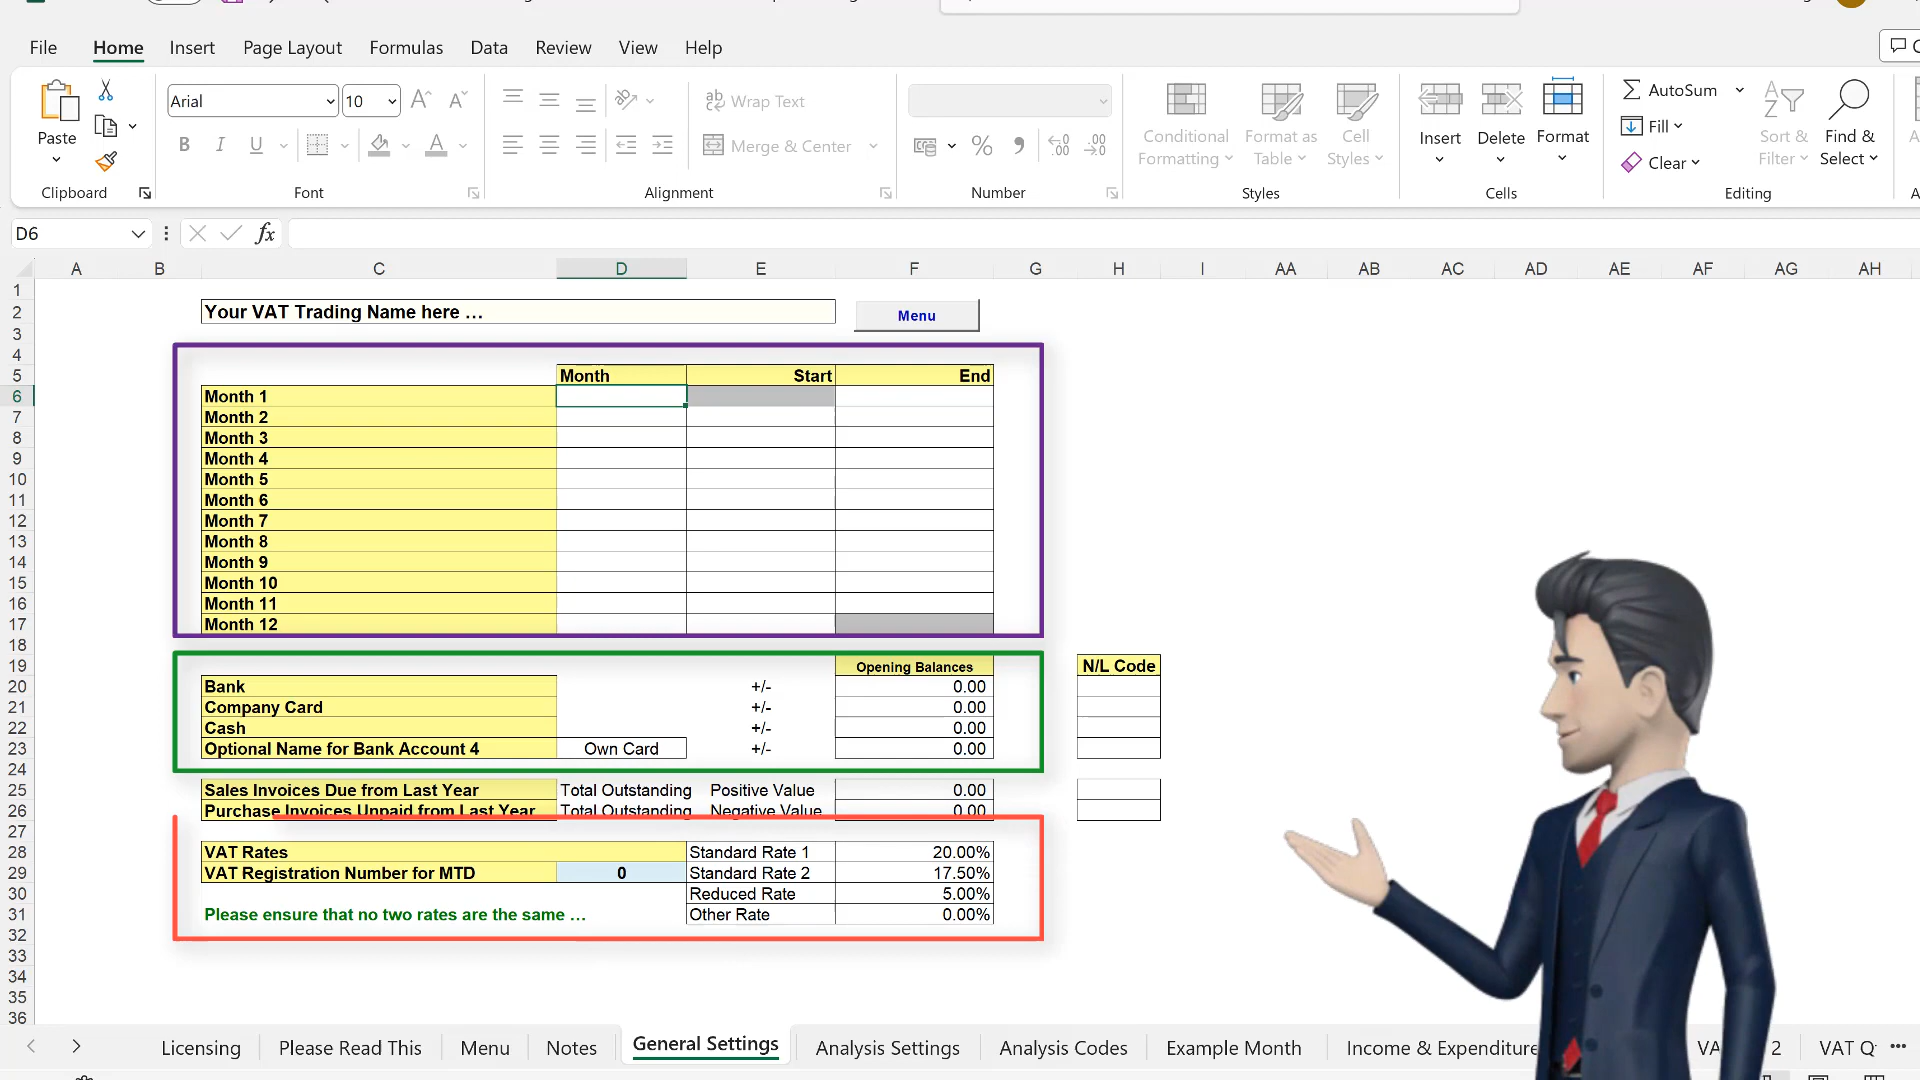 File Home Insert Page Layout Formulas Data Review View Help
Arial 10 Wrap Text AutoSum
Paste Merge & Center Conditional Formatting Format as Table Cell Styles Insert Delete Format Fill Clear Sort & Filter Find & Select
Clipboard Font Alignment Number Styles Cells Editing
D6 fx
A B C D E F G H I AA AB AC AD AE AF AG AH
1
2 Your VAT Trading Name here ... Menu
3
4
5 Month Start End
6 Month 1
7 Month 2
8 Month 3
9 Month 4
10 Month 5
11 Month 6
12 Month 7
13 Month 8
14 Month 9
15 Month 10
16 Month 11
17 Month 12
18
19 Opening Balances N/L Code
20 Bank +/- 0.00
21 Company Card +/- 0.00
22 Cash +/- 0.00
23 Optional Name for Bank Account 4 Own Card +/- 0.00
24
25 Sales Invoices Due from Last Year Total Outstanding Positive Value 0.00
26 Purchase Invoices Unpaid from Last Year Total Outstanding Negative Value 0.00
27
28 VAT Rates Standard Rate 1 20.00%
29 VAT Registration Number for MTD 0 Standard Rate 2 17.50%
30 Reduced Rate 5.00%
31 Please ensure that no two rates are the same ... Other Rate 0.00%
32
33
34
35
36
Licensing Please Read This Menu Notes General Settings Analysis Settings Analysis Codes Example Month Income & Expenditure VA 2 VAT Q